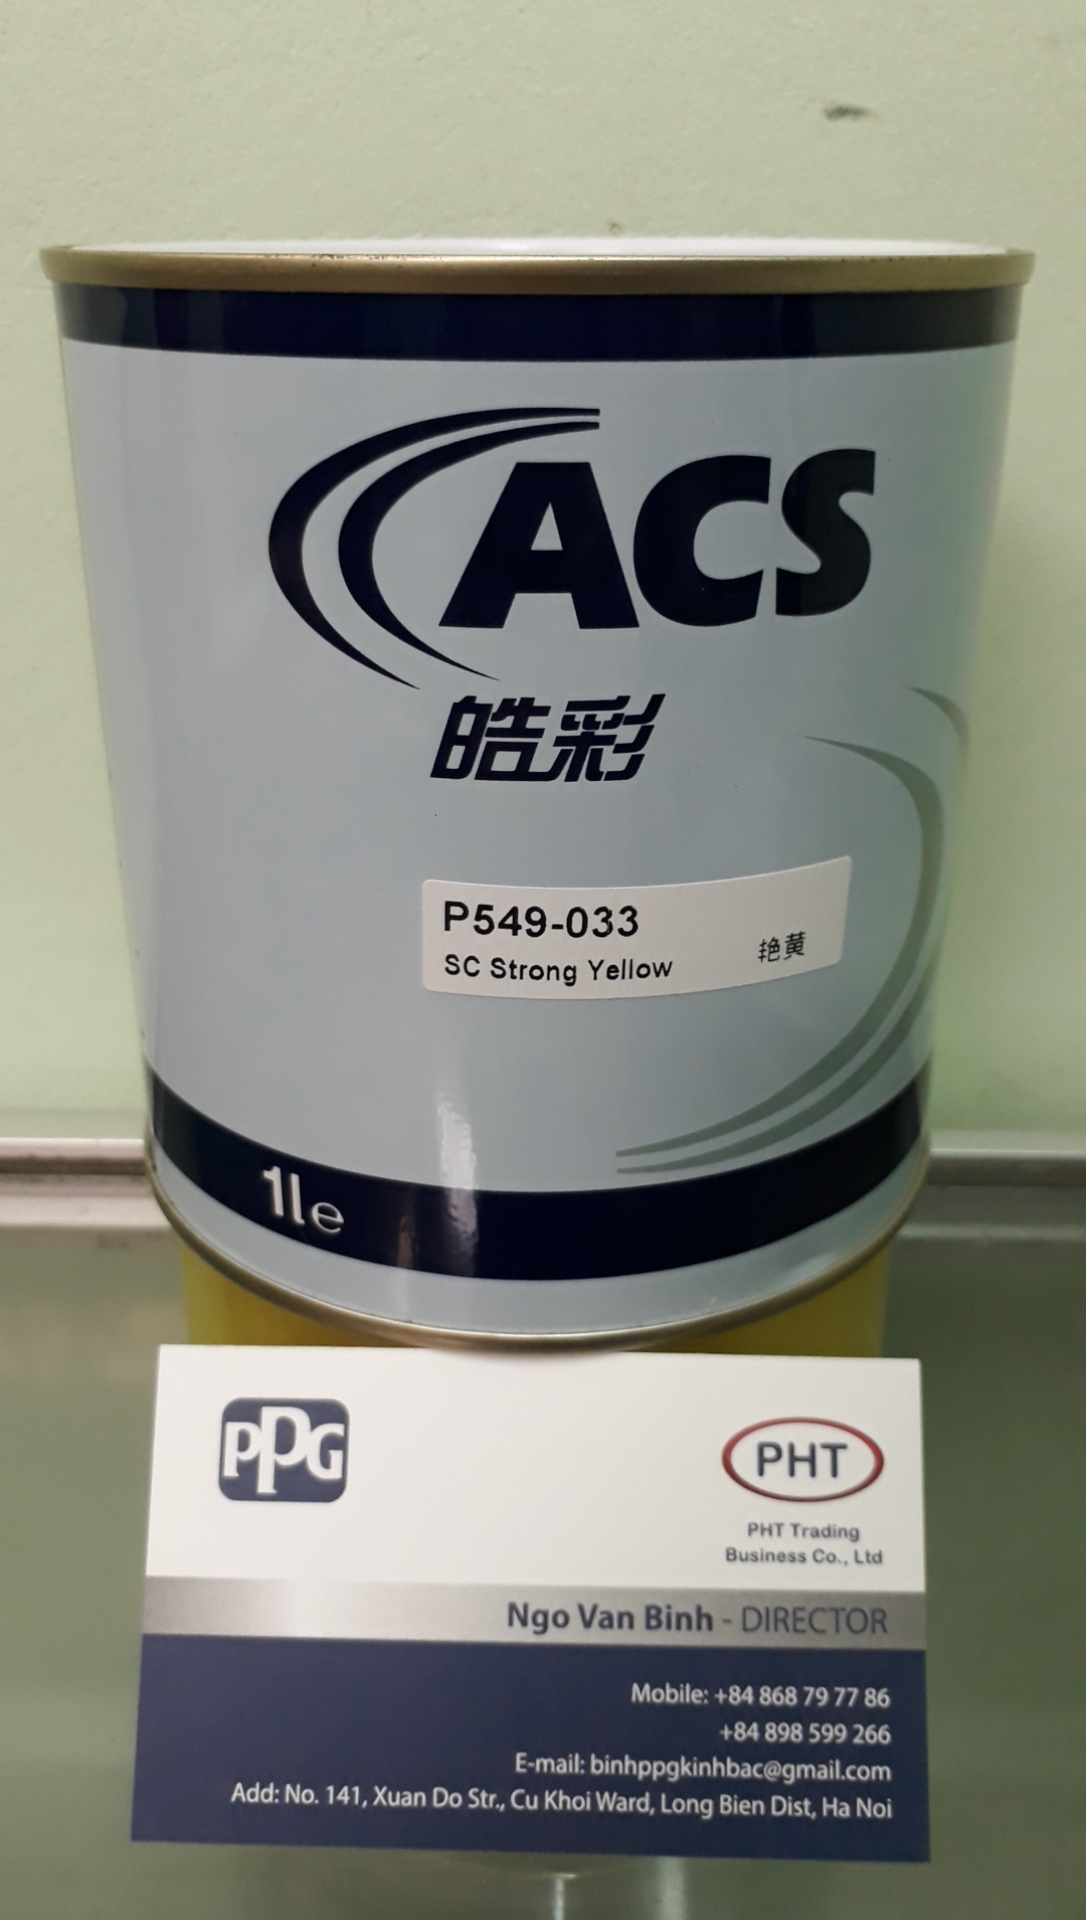 ACS
皓彩
P549-033
SC Strong Yellow 艳黄
1l e
PPG
PHT
PHT Trading
Business Co., Ltd
Ngo Van Binh - DIRECTOR
Mobile: +84 868 79 77 86
+84 898 599 266
E-mail: binhppgkinhbac@gmail.com
Add: No. 141, Xuan Do Str., Cu Khoi Ward, Long Bien Dist, Ha Noi